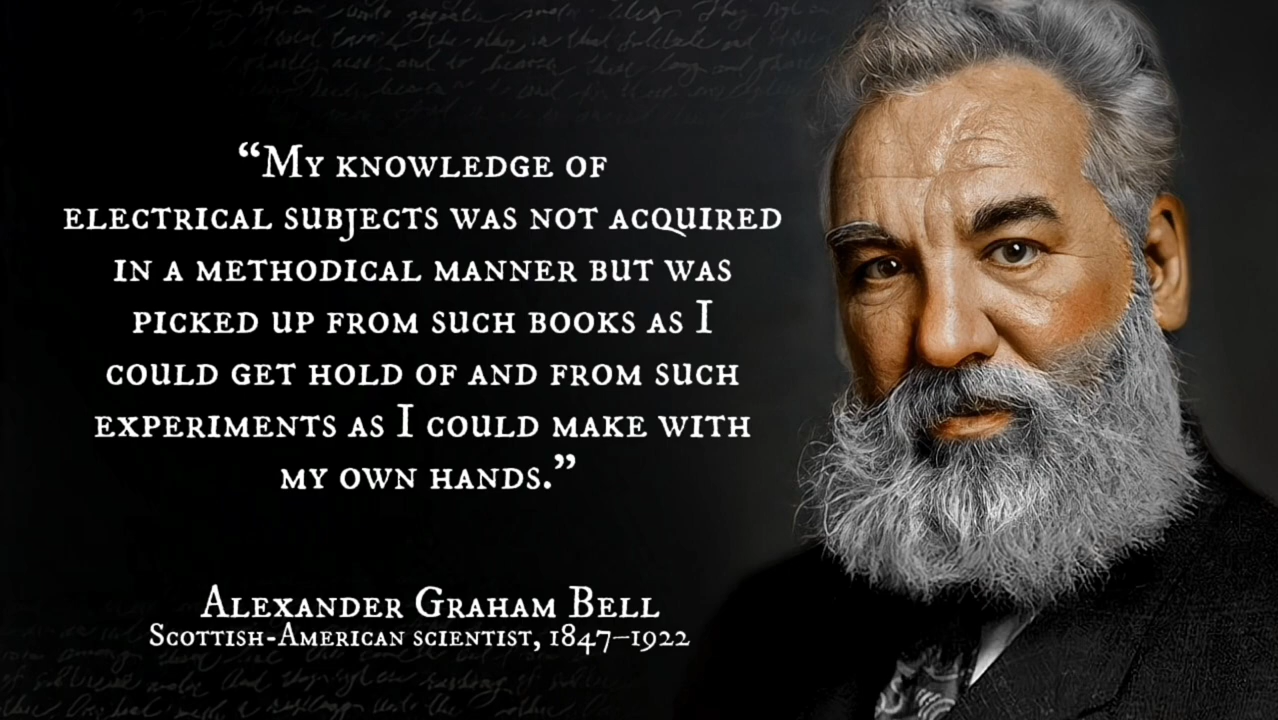 “My knowledge of
electrical subjects was not acquired
in a methodical manner but was
picked up from such books as I
could get hold of and from such
experiments as I could make with
my own hands.”
Alexander Graham Bell
Scottish-American scientist, 1847–1922